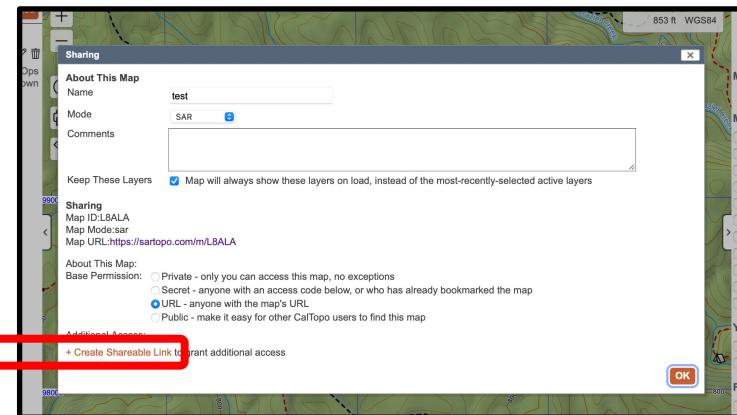 853 ft WGS84
Ops
own
Sharing
About This Map
Name test
Mode SAR
Comments
Keep These Layers Map will always show these layers on load, instead of the most-recently-selected active layers
9900
Sharing
Map ID:L8ALA
Map Mode:sar
Map URL:https://sartopo.com/m/L8ALA
About This Map:
Base Permission: Private - only you can access this map, no exceptions
Secret - anyone with an access code below, or who has already bookmarked the map
URL - anyone with the map's URL
Public - make it easy for other CalTopo users to find this map
Additional Access:
+ Create Shareable Link to grant additional access
OK
9800
800